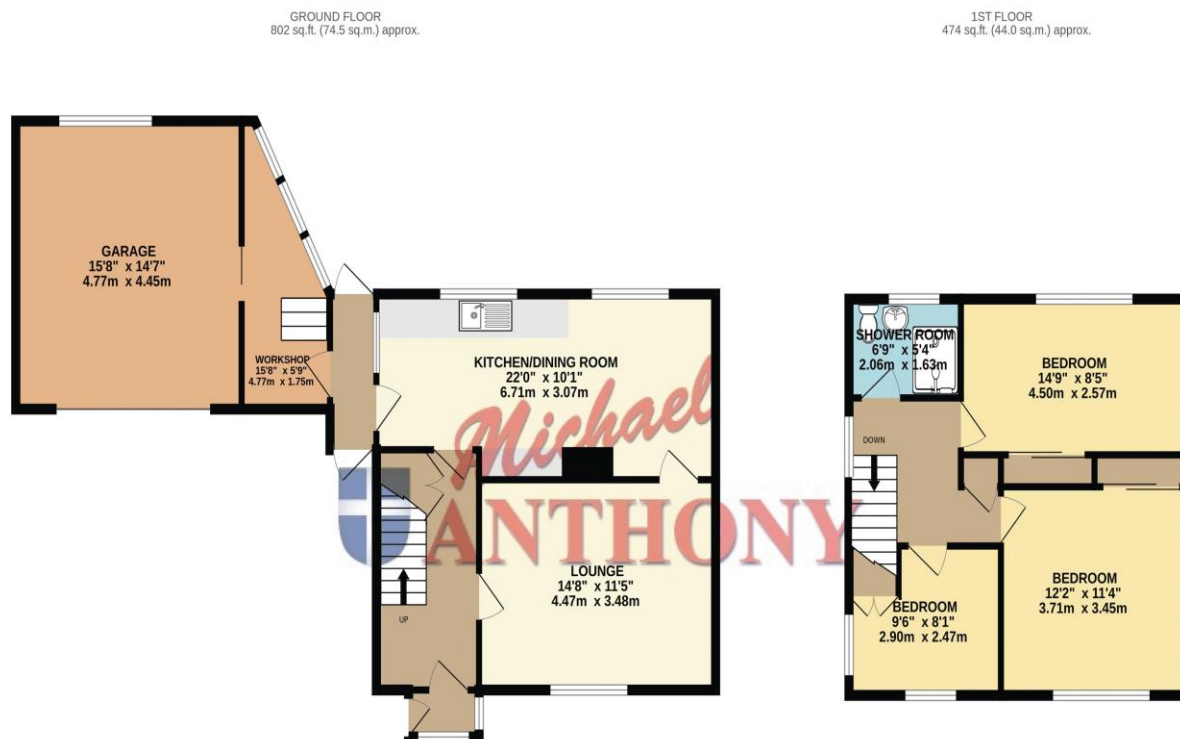 GROUND FLOOR
802 sq.ft. (74.5 sq.m.) approx.
1ST FLOOR
474 sq.ft. (44.0 sq.m.) approx.
GARAGE
15'8" x 14'7"
4.77m x 4.45m
WORKSHOP
15'8" x 5'9"
4.77m x 1.75m
KITCHEN/DINING ROOM
22'0" x 10'1"
6.71m x 3.07m
Michael
ANTHONY
LOUNGE
14'8" x 11'5"
4.47m x 3.48m
UP
SHOWER ROOM
6'9" x 5'4"
2.06m x 1.63m
BEDROOM
14'9" x 8'5"
4.50m x 2.57m
DOWN
BEDROOM
12'2" x 11'4"
3.71m x 3.45m
BEDROOM
9'6" x 8'1"
2.90m x 2.47m